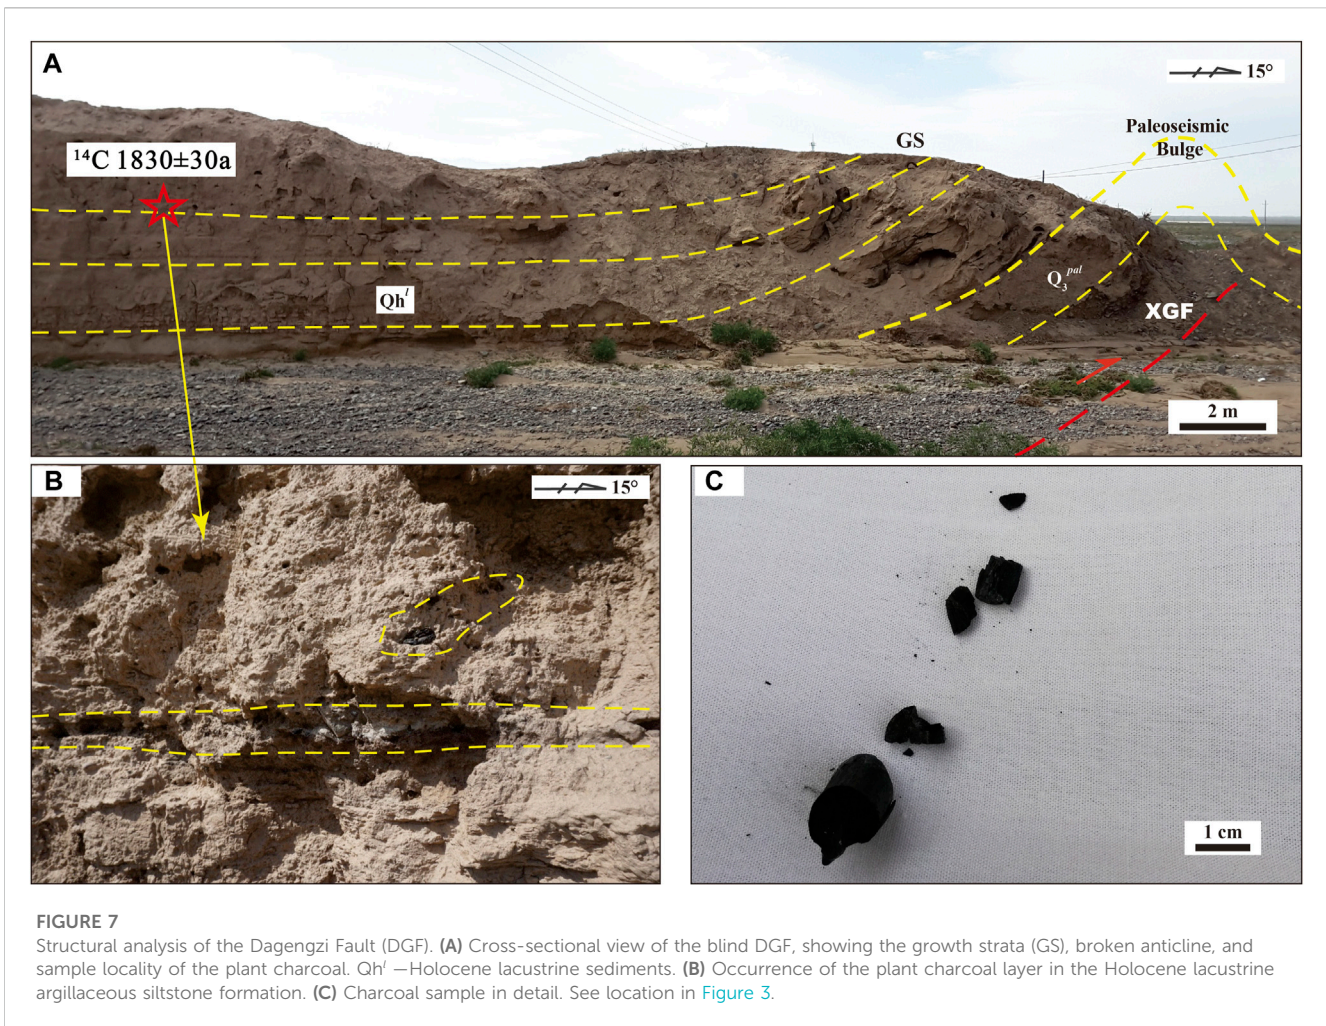 A
15°
GS
Paleoseismic
Bulge
¹⁴C 1830±30a
Qhˡ
Q₃ᵖᵃˡ
XGF
2 m
B
15°
C
1 cm
FIGURE 7
Structural analysis of the Dagengzi Fault (DGF). (A) Cross-sectional view of the blind DGF, showing the growth strata (GS), broken anticline, and
sample locality of the plant charcoal. Qhˡ —Holocene lacustrine sediments. (B) Occurrence of the plant charcoal layer in the Holocene lacustrine
argillaceous siltstone formation. (C) Charcoal sample in detail. See location in Figure 3.